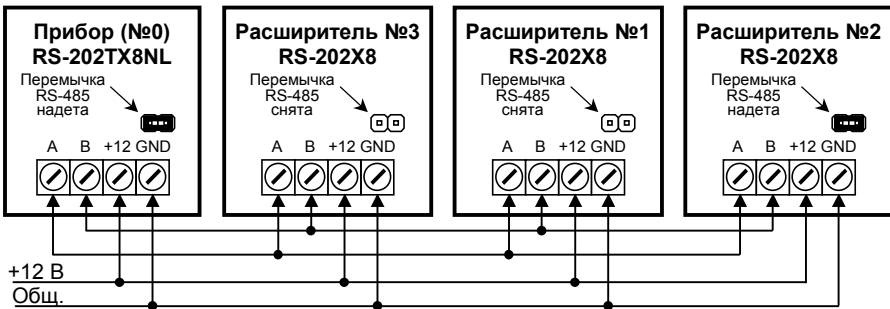 Прибор (№0)
RS-202TX8NL
Перемычка
RS-485
надета
A B +12 GND
Расширитель №3
RS-202X8
Перемычка
RS-485
снята
A B +12 GND
Расширитель №1
RS-202X8
Перемычка
RS-485
снята
A B +12 GND
Расширитель №2
RS-202X8
Перемычка
RS-485
надета
A B +12 GND
+12 В
Общ.